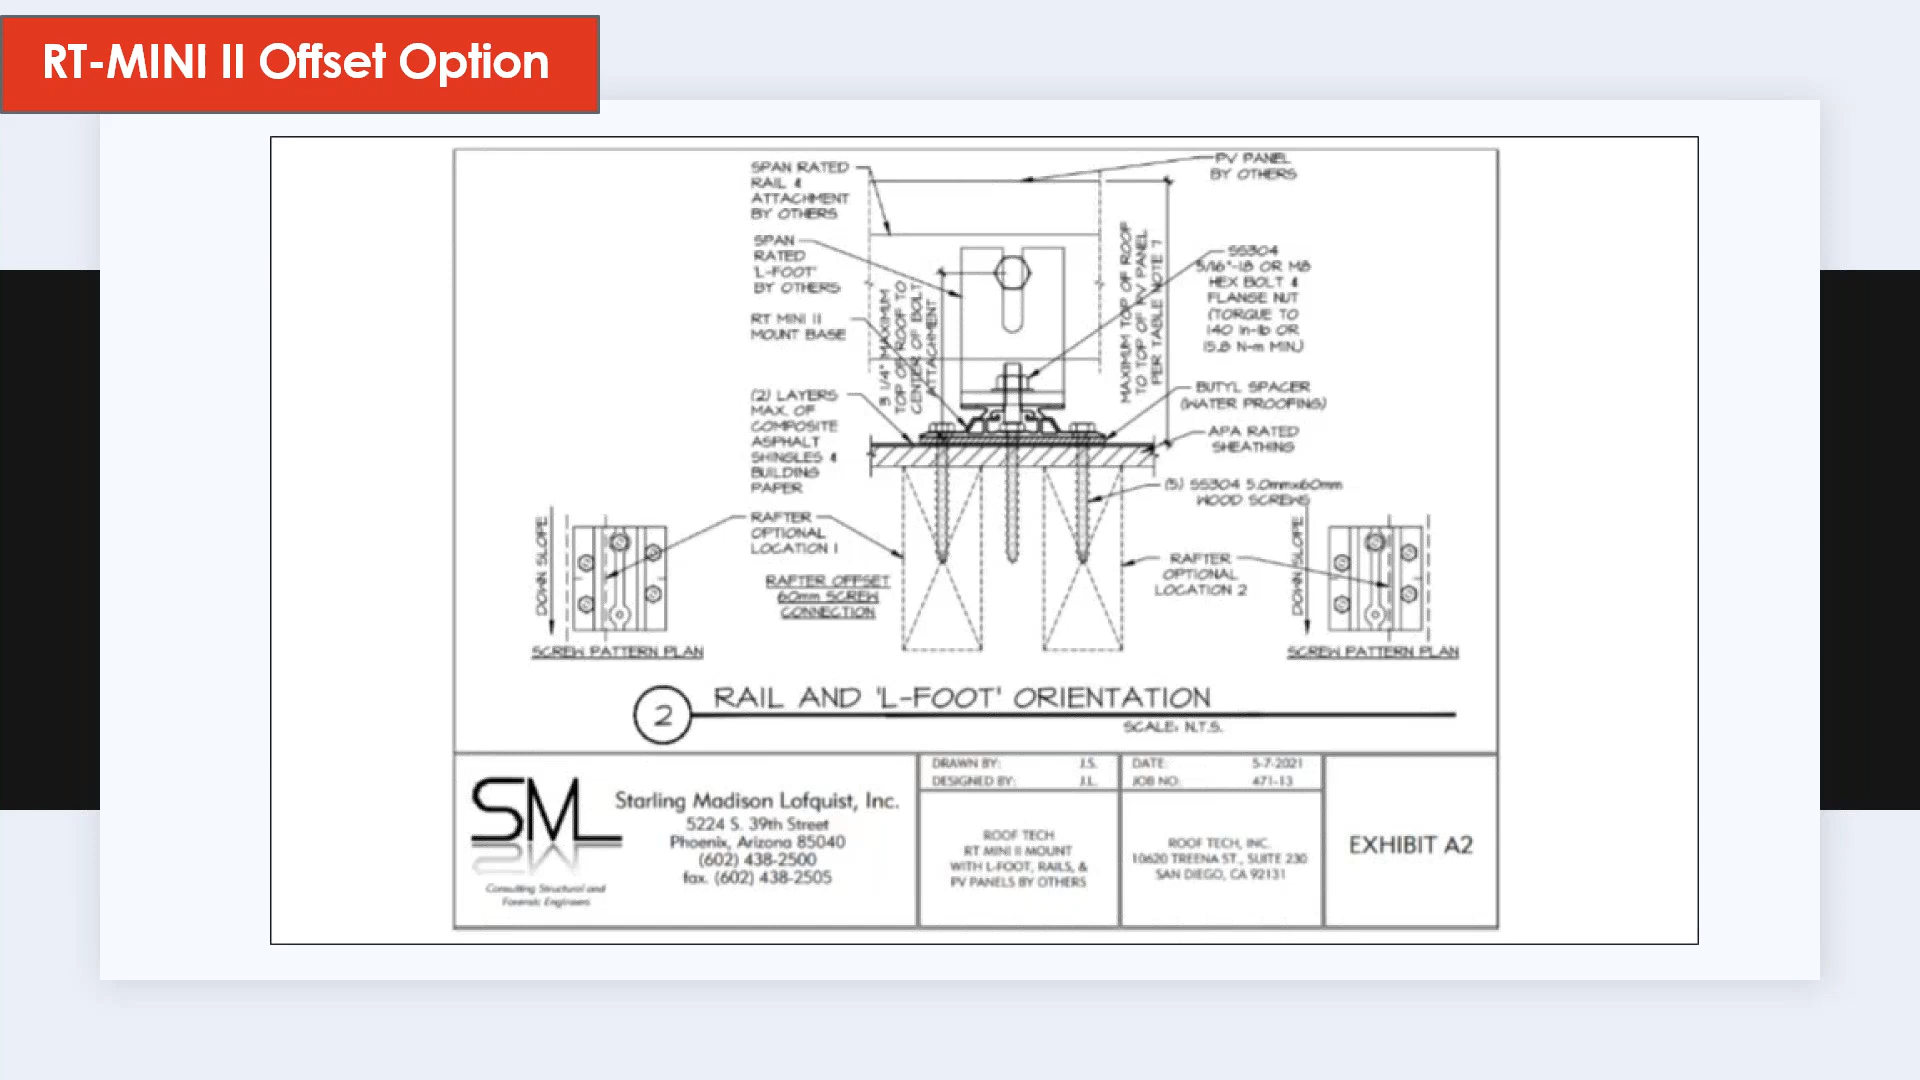 RT-MINI II Offset Option
SPAN RATED
RAIL &
ATTACHMENT
BY OTHERS
SPAN
RATED
'L-FOOT'
BY OTHERS
RT MINI II
MOUNT BASE
(2) LAYERS
MAX. OF
COMPOSITE
ASPHALT
SHINGLES &
BUILDING
PAPER
RAFTER
OPTIONAL
LOCATION 1
RAFTER OFFSET
60mm SCREW
CONNECTION
3 1/4" MAXIMUM
TOP OF ROOF TO
CENTER OF BOLT
ATTACHMENT
MAXIMUM TOP OF ROOF
TO TOP OF PV PANEL
PER TABLE NOTE 7
PV PANEL
BY OTHERS
SS304
5/16"-18 OR M8
HEX BOLT &
FLANSE NUT
(TORQUE TO
140 in-lb OR
15.8 N-m MIN.)
BUTYL SPACER
(WATER PROOFING)
APA RATED
SHEATHING
(5) SS304 5.0mmx60mm
WOOD SCREWS
RAFTER
OPTIONAL
LOCATION 2
DOWN SLOPE
SCREW PATTERN PLAN
DOWN SLOPE
SCREW PATTERN PLAN
2
RAIL AND 'L-FOOT' ORIENTATION
SCALE: N.T.S.
SML
Consulting Structural and
Forensic Engineers
Starling Madison Lofquist, Inc.
5224 S. 39th Street
Phoenix, Arizona 85040
(602) 438-2500
fax. (602) 438-2505
DRAWN BY: J.S.
DESIGNED BY: J.L.
DATE: 5-7-2021
JOB NO: 471-13
ROOF TECH
RT MINI II MOUNT
WITH L-FOOT, RAILS, &
PV PANELS BY OTHERS
ROOF TECH, INC.
10620 TREENA ST., SUITE 230
SAN DIEGO, CA 92131
EXHIBIT A2